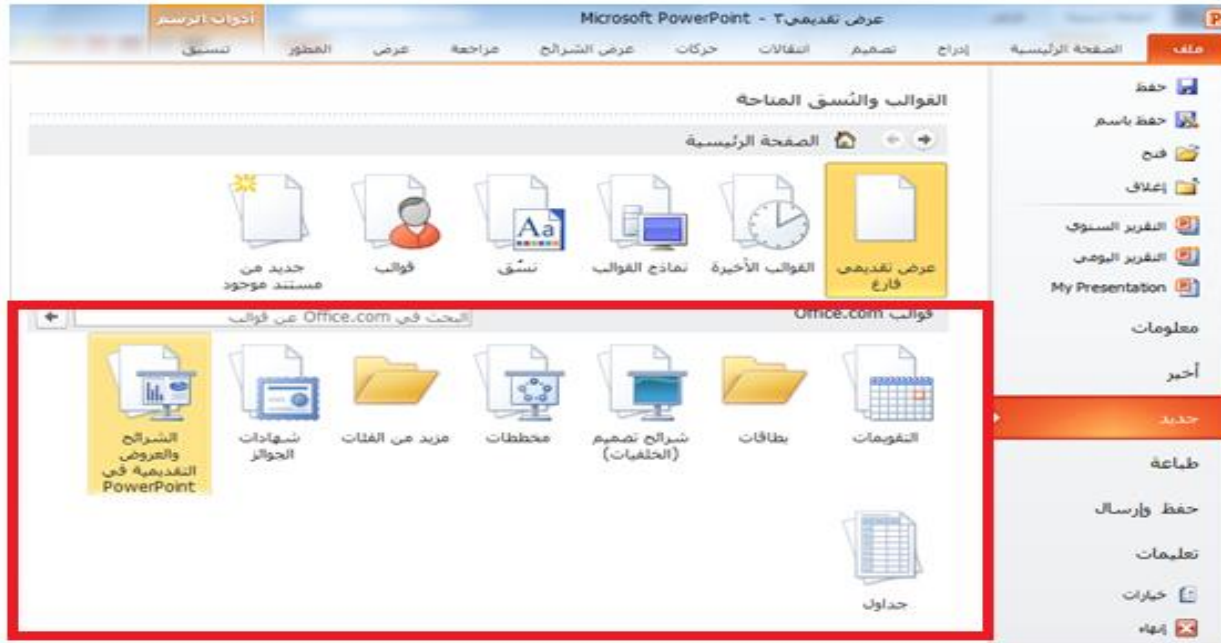 عرض تقديمي٢ - Microsoft PowerPoint
أدوات الرسم
ملف
الصفحة الرئيسية
إدراج
تصميم
انتقالات
حركات
عرض الشرائح
مراجعة
عرض
المطور
تنسيق
حفظ
حفظ باسم
فتح
إغلاق
التقرير السنوي
التقرير اليومي
My Presentation
معلومات
أخير
جديد
طباعة
حفظ وإرسال
تعليمات
خيارات
إنهاء
القوالب والنُسق المتاحة
الصفحة الرئيسية
عرض تقديمي
فارغ
القوالب الأخيرة
نماذج القوالب
نسُق
قوالب
جديد من
مستند موجود
قوالب Office.com
البحث في Office.com عن قوالب
التقويمات
بطاقات
شرائح تصميم
(الخلفيات)
مخططات
مزيد من الفئات
شهادات
الجوائز
الشرائح
والعروض
التقديمية في
PowerPoint
جداول